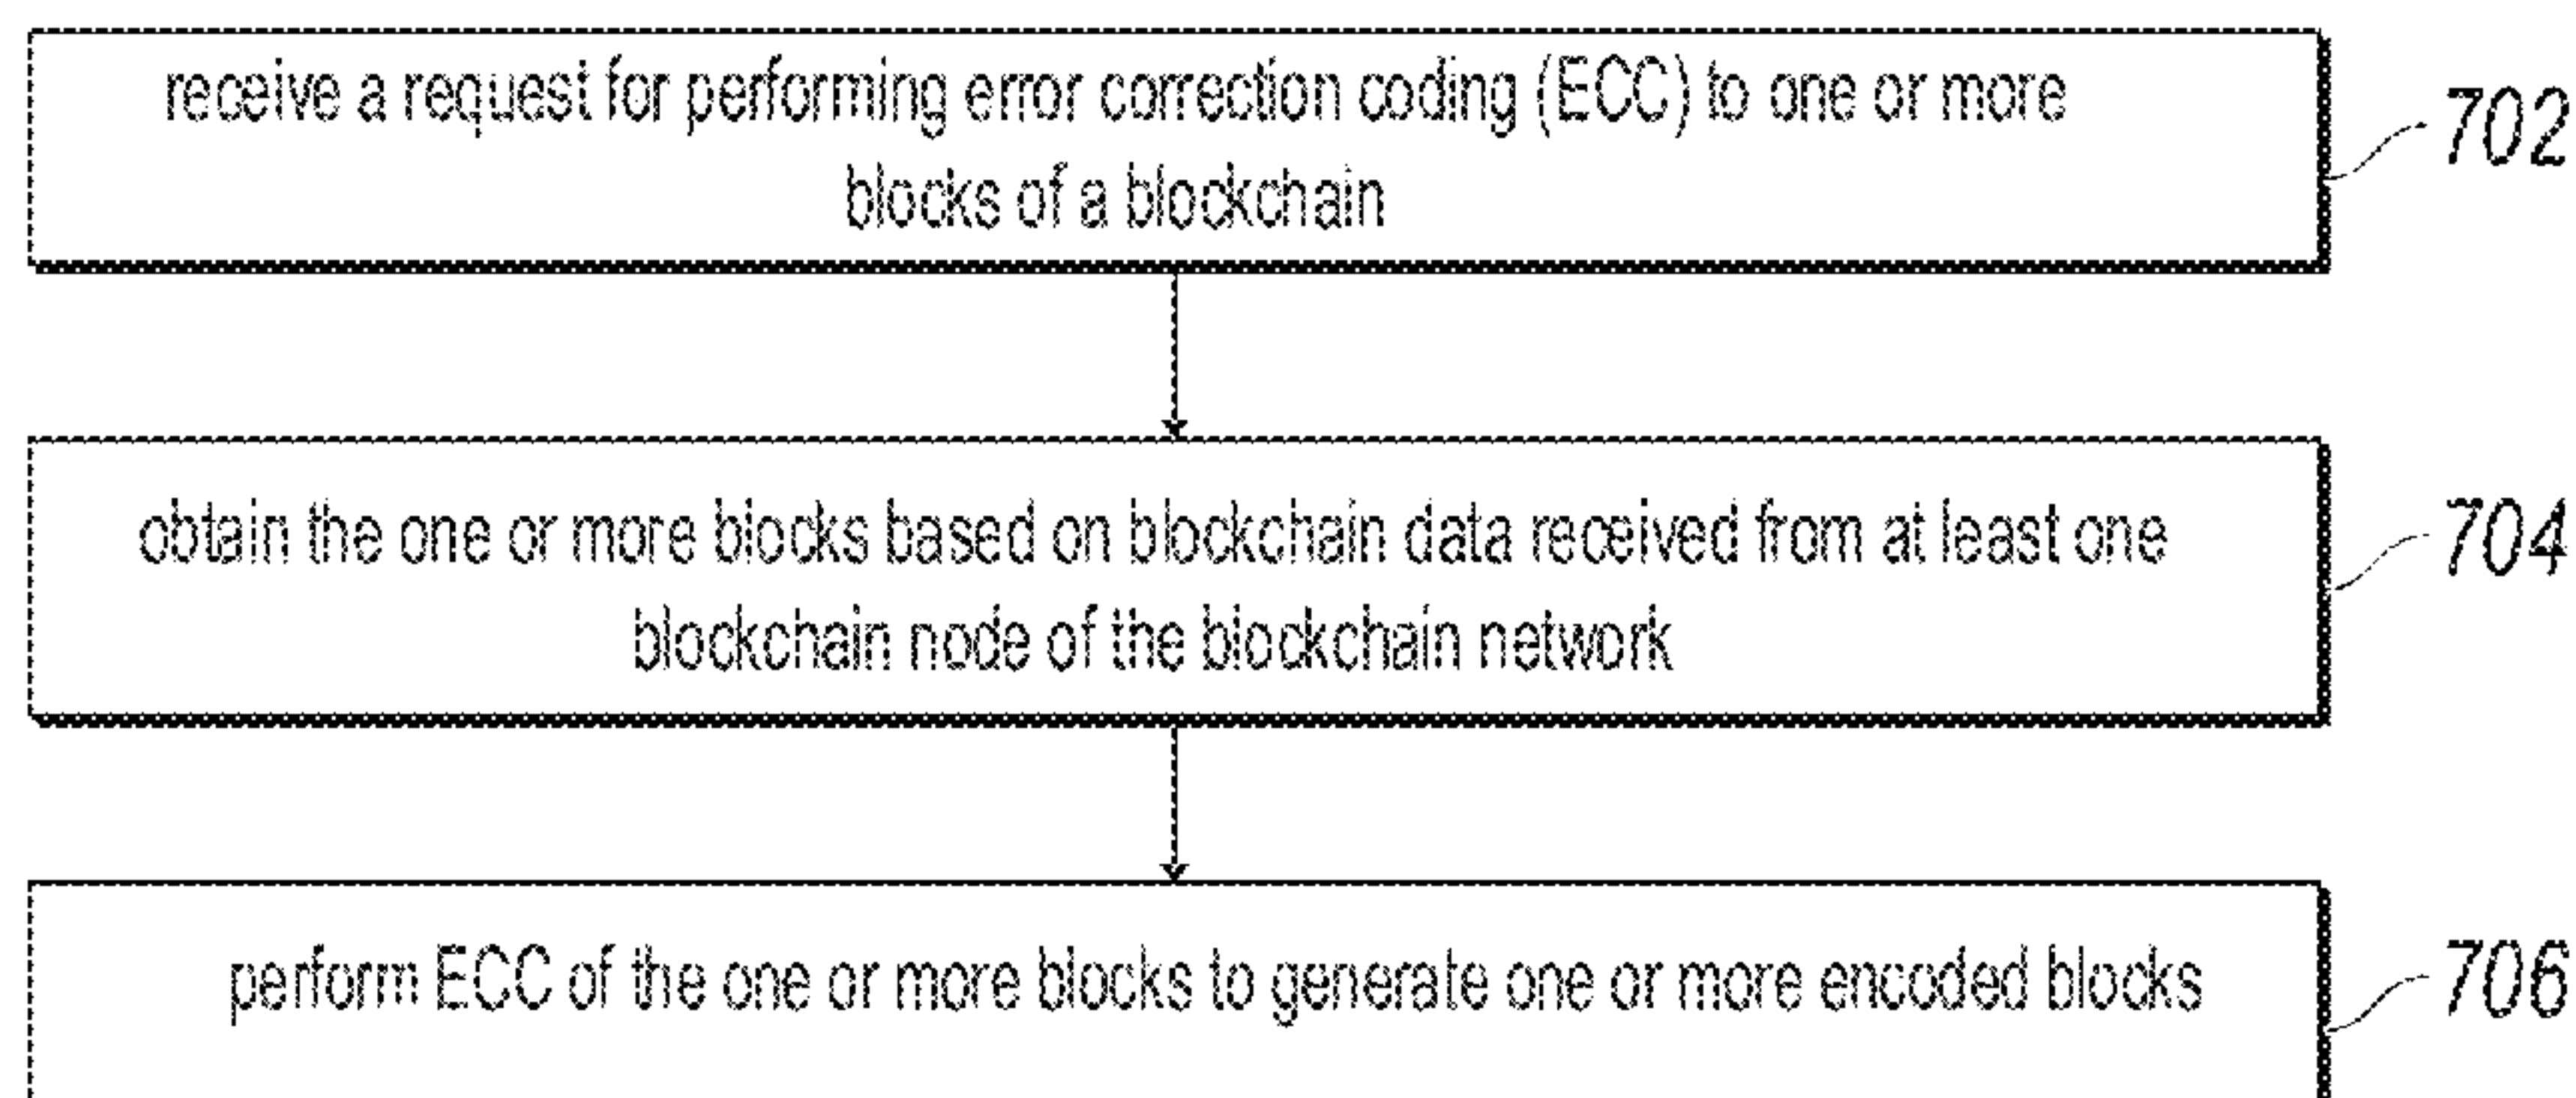 receive a request for performing error correction coding (ECC) to one or more
blocks of a blockchain
702
obtain the one or more blocks based on blockchain data received from at least one
blockchain node of the blockchain network
704
perform ECC of the one or more blocks to generate one or more encoded blocks
706